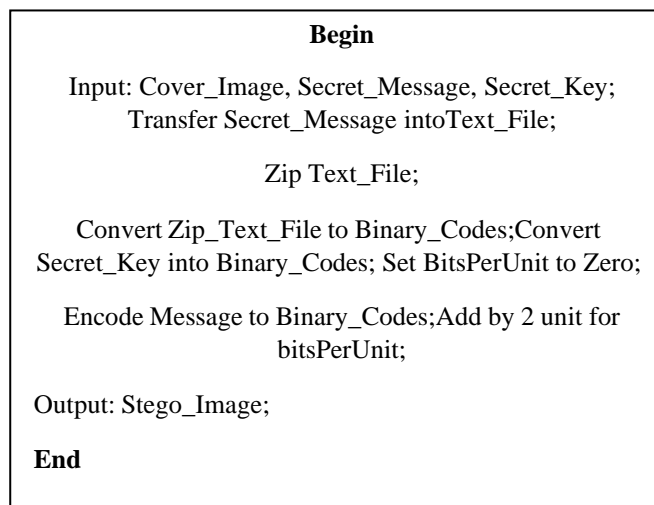 Begin
Input: Cover_Image, Secret_Message, Secret_Key;
Transfer Secret_Message intoText_File;
Zip Text_File;
Convert Zip_Text_File to Binary_Codes;Convert
Secret_Key into Binary_Codes; Set BitsPerUnit to Zero;
Encode Message to Binary_Codes;Add by 2 unit for
bitsPerUnit;
Output: Stego_Image;
End